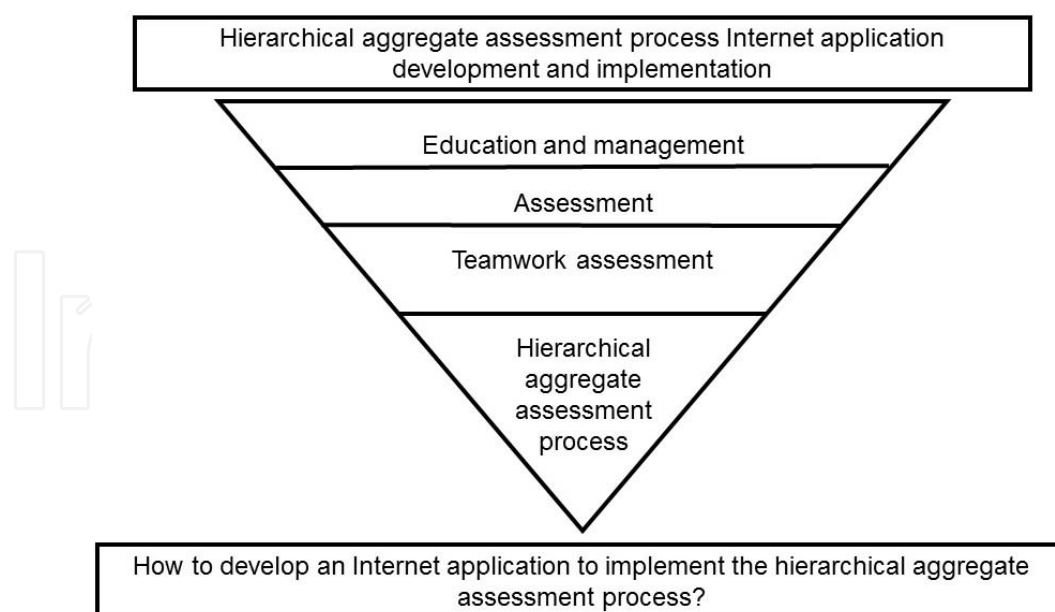 Hierarchical aggregate assessment process Internet application
development and implementation
Education and management
Assessment
Teamwork assessment
Hierarchical
aggregate
assessment
process
How to develop an Internet application to implement the hierarchical aggregate
assessment process?